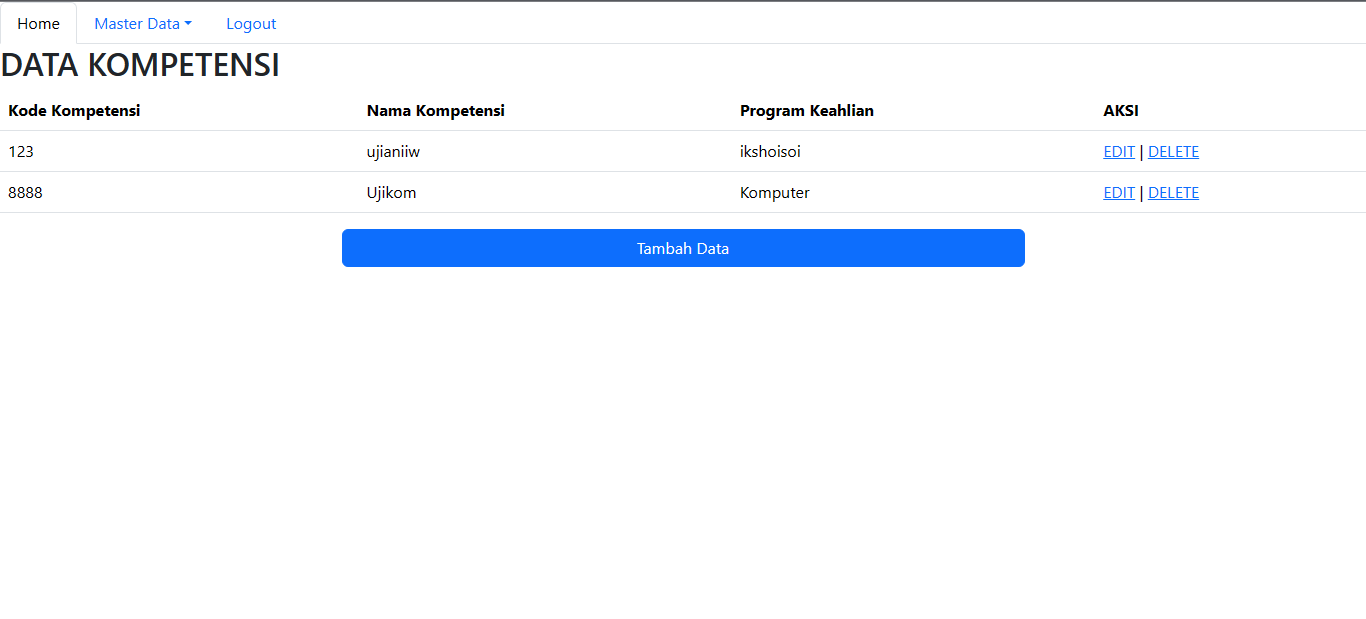 Home Master Data Logout
DATA KOMPETENSI
Kode Kompetensi Nama Kompetensi Program Keahlian AKSI
123 ujianiiw ikshoisoi EDIT | DELETE
8888 Ujikom Komputer EDIT | DELETE
Tambah Data